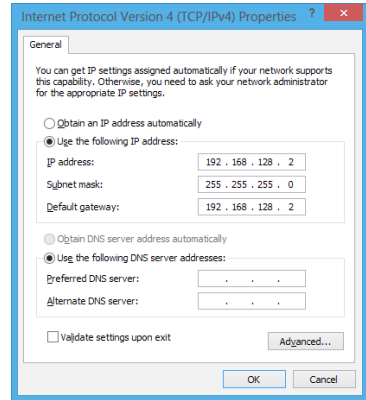 Internet Protocol Version 4 (TCP/IPv4) Properties
General
You can get IP settings assigned automatically if your network supports
this capability. Otherwise, you need to ask your network administrator
for the appropriate IP settings.
Obtain an IP address automatically
Use the following IP address:
IP address: 192 . 168 . 128 . 2
Subnet mask: 255 . 255 . 255 . 0
Default gateway: 192 . 168 . 128 . 2
Obtain DNS server address automatically
Use the following DNS server addresses:
Preferred DNS server: . . .
Alternate DNS server: . . .
Validate settings upon exit
Advanced...
OK Cancel